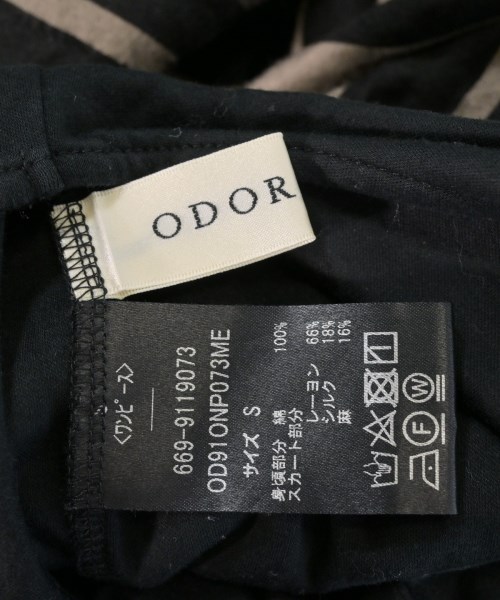 ODOR
〈ワンピース〉
669-9119073
OD91ONP073ME
サイズ S
身頃部分 綿 100%
スカート部分
レーヨン 66%
シルク 18%
麻 16%
F W